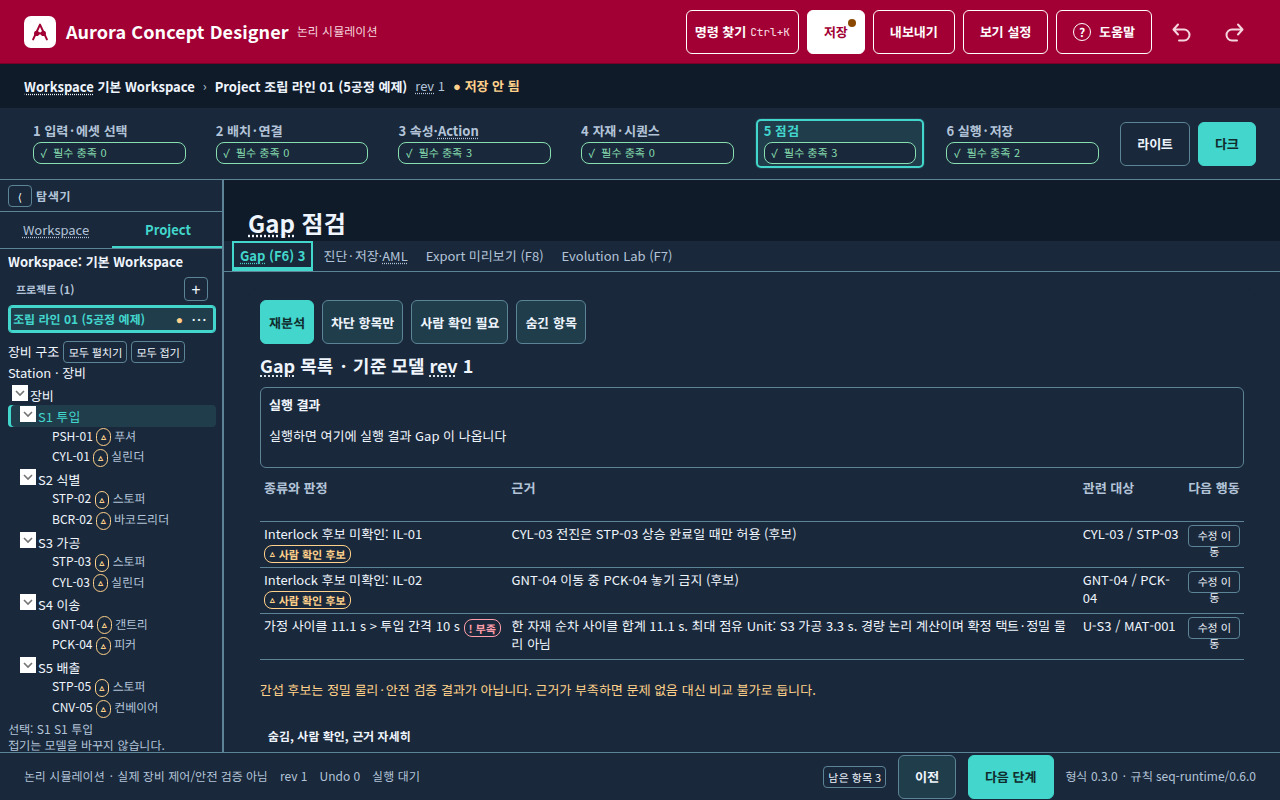 Aurora Concept Designer 논리 시뮬레이션 명령 찾기 Ctrl+K 저장 내보내기 보기 설정 ? 도움말
Workspace 기본 Workspace › Project 조립 라인 01 (5공정 예제) rev 1 ● 저장 안 됨
1 입력·에셋 선택 2 배치·연결 3 속성·Action 4 자재·시퀀스 5 점검 6 실행·저장
✓ 필수 충족 0 ✓ 필수 충족 0 ✓ 필수 충족 3 ✓ 필수 충족 0 ✓ 필수 충족 3 ✓ 필수 충족 2 라이트 다크
⟨ 탐색기
Workspace Project
Workspace: 기본 Workspace
프로젝트 (1) +
조립 라인 01 (5공정 예제) ● ···
장비 구조 모두 펼치기 모두 접기
Station · 장비
장비
S1 투입
PSH-01 푸셔
CYL-01 실린더
S2 식별
STP-02 스토퍼
BCR-02 바코드리더
S3 가공
STP-03 스토퍼
CYL-03 실린더
S4 이송
GNT-04 갠트리
PCK-04 피커
S5 배출
STP-05 스토퍼
CNV-05 컨베이어
선택: S1 S1 투입
접기는 모델을 바꾸지 않습니다.
Gap 점검
Gap (F6) 3 진단·저장·AML Export 미리보기 (F8) Evolution Lab (F7)
재분석 차단 항목만 사람 확인 필요 숨긴 항목
Gap 목록 · 기준 모델 rev 1
실행 결과
실행하면 여기에 실행 결과 Gap 이 나옵니다
종류와 판정 근거 관련 대상 다음 행동
Interlock 후보 미확인: IL-01 CYL-03 전진은 STP-03 상승 완료일 때만 허용 (후보) CYL-03 / STP-03 수정 이
▵ 사람 확인 후보 동
Interlock 후보 미확인: IL-02 GNT-04 이동 중 PCK-04 놓기 금지 (후보) GNT-04 / PCK- 수정 이
▵ 사람 확인 후보 04 동
가정 사이클 11.1 s > 투입 간격 10 s ! 부족 한 자재 순차 사이클 합계 11.1 s. 최대 점유 Unit: S3 가공 3.3 s. 경량 논리 계산이며 확정 택트·정밀 물 U-S3 / MAT-001 수정 이
리 아님 동
간섭 후보는 정밀 물리·안전 검증 결과가 아닙니다. 근거가 부족하면 문제 없음 대신 비교 불가로 둡니다.
숨김, 사람 확인, 근거 자세히
논리 시뮬레이션 · 실제 장비 제어/안전 검증 아님 rev 1 Undo 0 실행 대기 남은 항목 3 이전 다음 단계 형식 0.3.0 · 규칙 seq-runtime/0.6.0